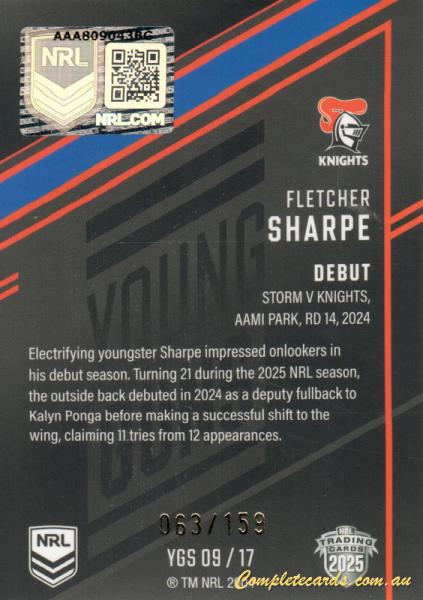 AAA809043BC
NRL
NRL.COM
KNIGHTS
FLETCHER
SHARPE
DEBUT
STORM V KNIGHTS,
AAMI PARK, RD 14, 2024
YOUNG
GUNS
Electrifying youngster Sharpe impressed onlookers in
his debut season. Turning 21 during the 2025 NRL season,
the outside back debuted in 2024 as a deputy fullback to
Kalyn Ponga before making a successful shift to the
wing, claiming 11 tries from 12 appearances.
063/159
NRL
YGS 09 / 17
NRL
TRADING
CARDS
2025
® TM NRL
Completecards.com.au